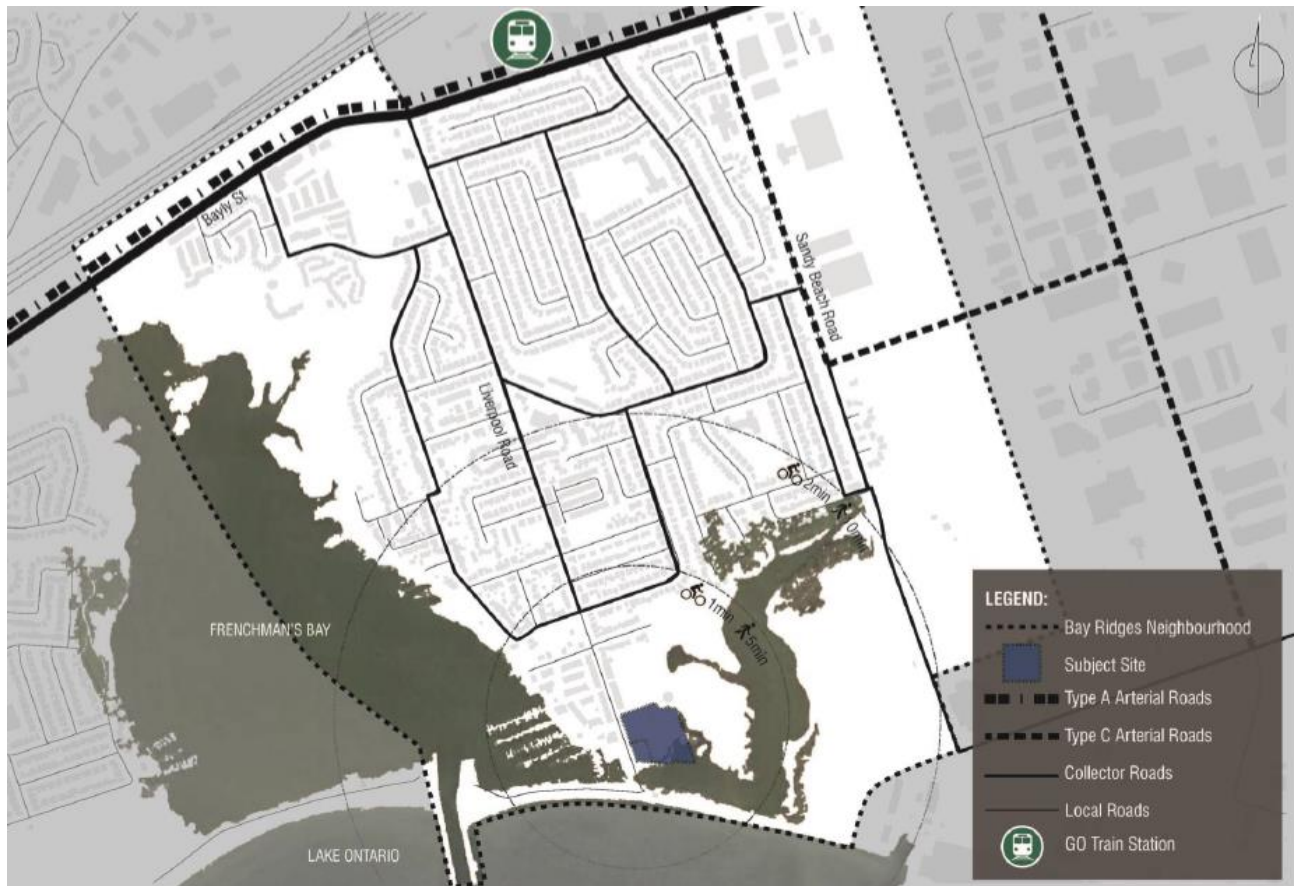 Bayly St
Sandy Beach Road
Liverpool Road
2min
10min
1min
5min
FRENCHMAN'S BAY
LAKE ONTARIO
LEGEND:
Bay Ridges Neighbourhood
Subject Site
Type A Arterial Roads
Type C Arterial Roads
Collector Roads
Local Roads
GO Train Station